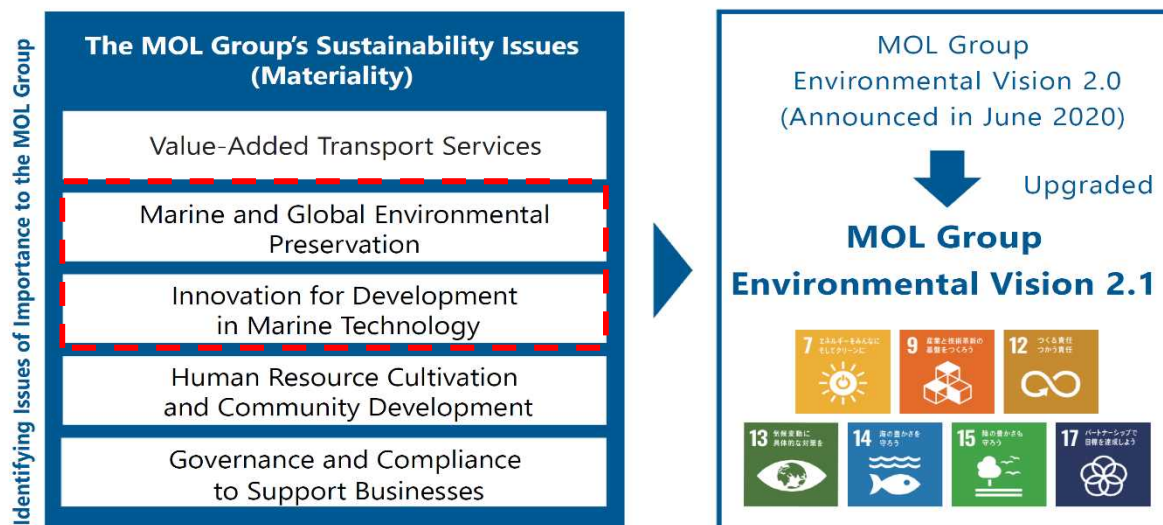 Identifying Issues of Importance to the MOL Group
The MOL Group's Sustainability Issues
(Materiality)
Value-Added Transport Services
Marine and Global Environmental
Preservation
Innovation for Development
in Marine Technology
Human Resource Cultivation
and Community Development
Governance and Compliance
to Support Businesses
MOL Group
Environmental Vision 2.0
(Announced in June 2020)
Upgraded
MOL Group
Environmental Vision 2.1
7 エネルギーをみんなに
そしてクリーンに
9 産業と技術革新の
基盤をつくろう
12 つくる責任
つかう責任
13 気候変動に
具体的な対策を
14 海の豊かさを
守ろう
15 陸の豊かさも
守ろう
17 パートナーシップで
目標を達成しよう